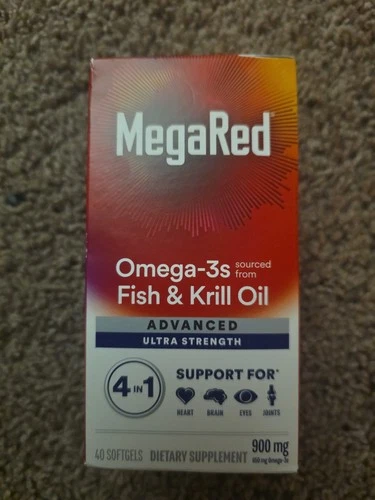 MegaRed
Omega-3s sourced from
Fish & Krill Oil
ADVANCED
ULTRA STRENGTH
4 IN 1
SUPPORT FOR*
HEART BRAIN EYES JOINTS
40 SOFTGELS DIETARY SUPPLEMENT 900 mg